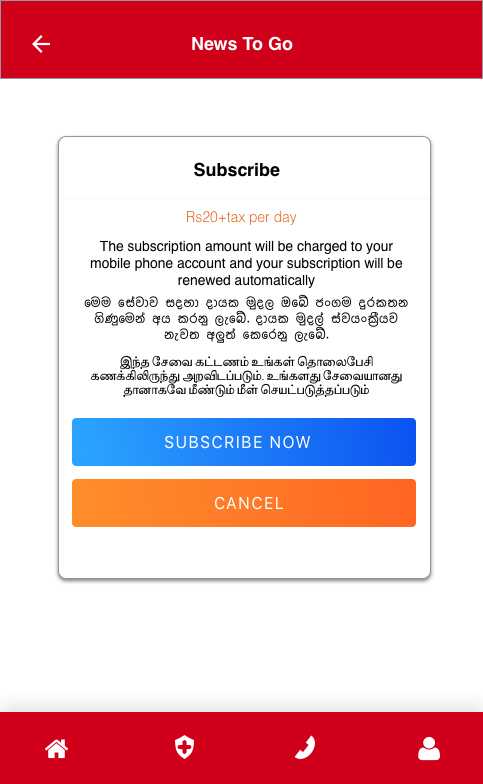 News To Go
Subscribe
Rs20+tax per day
The subscription amount will be charged to your
mobile phone account and your subscription will be
renewed automatically
මෙම සේවාව සඳහා දායක මුදල ඔබේ ජංගම දුරකතන
ගිණුමෙන් අය කරනු ලැබේ. දායක මුදල් ස්වයංක්‍රීයව
නැවත අලුත් කෙරෙනු ලැබේ.
இந்த சேவை கட்டணம் உங்கள் தொலைபேசி
கணக்கிலிருந்து அறவிடப்படும். உங்களது சேவையானது
தானாகவே மீண்டும் மீள் செயட்படுத்தப்படும்
SUBSCRIBE NOW
CANCEL